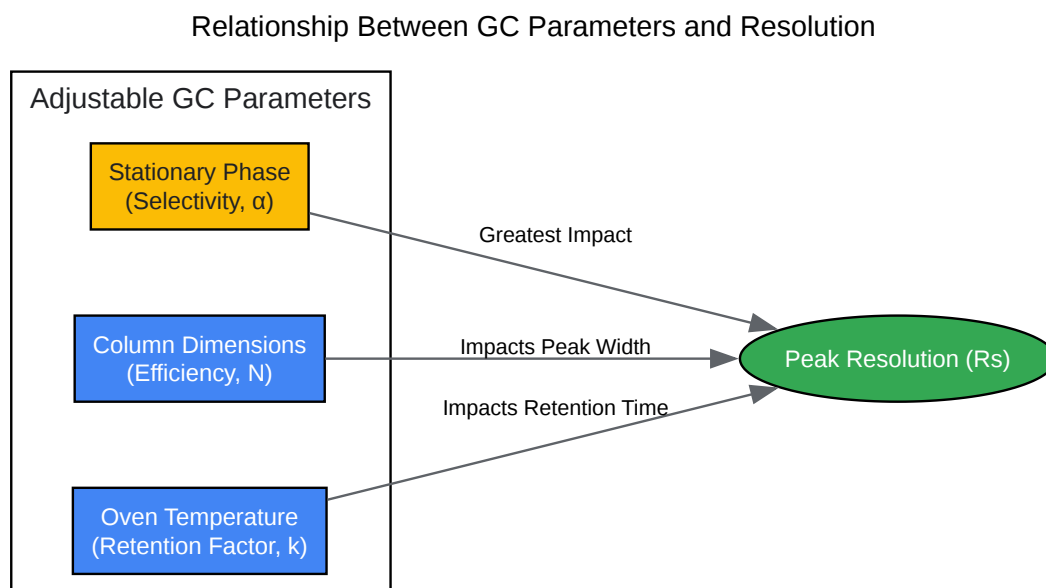 Relationship Between GC Parameters and Resolution
Adjustable GC Parameters
Stationary Phase
(Selectivity, α)
Greatest Impact
Column Dimensions
(Efficiency, N)
Impacts Peak Width
Peak Resolution (Rs)
Impacts Retention Time
Oven Temperature
(Retention Factor, k)